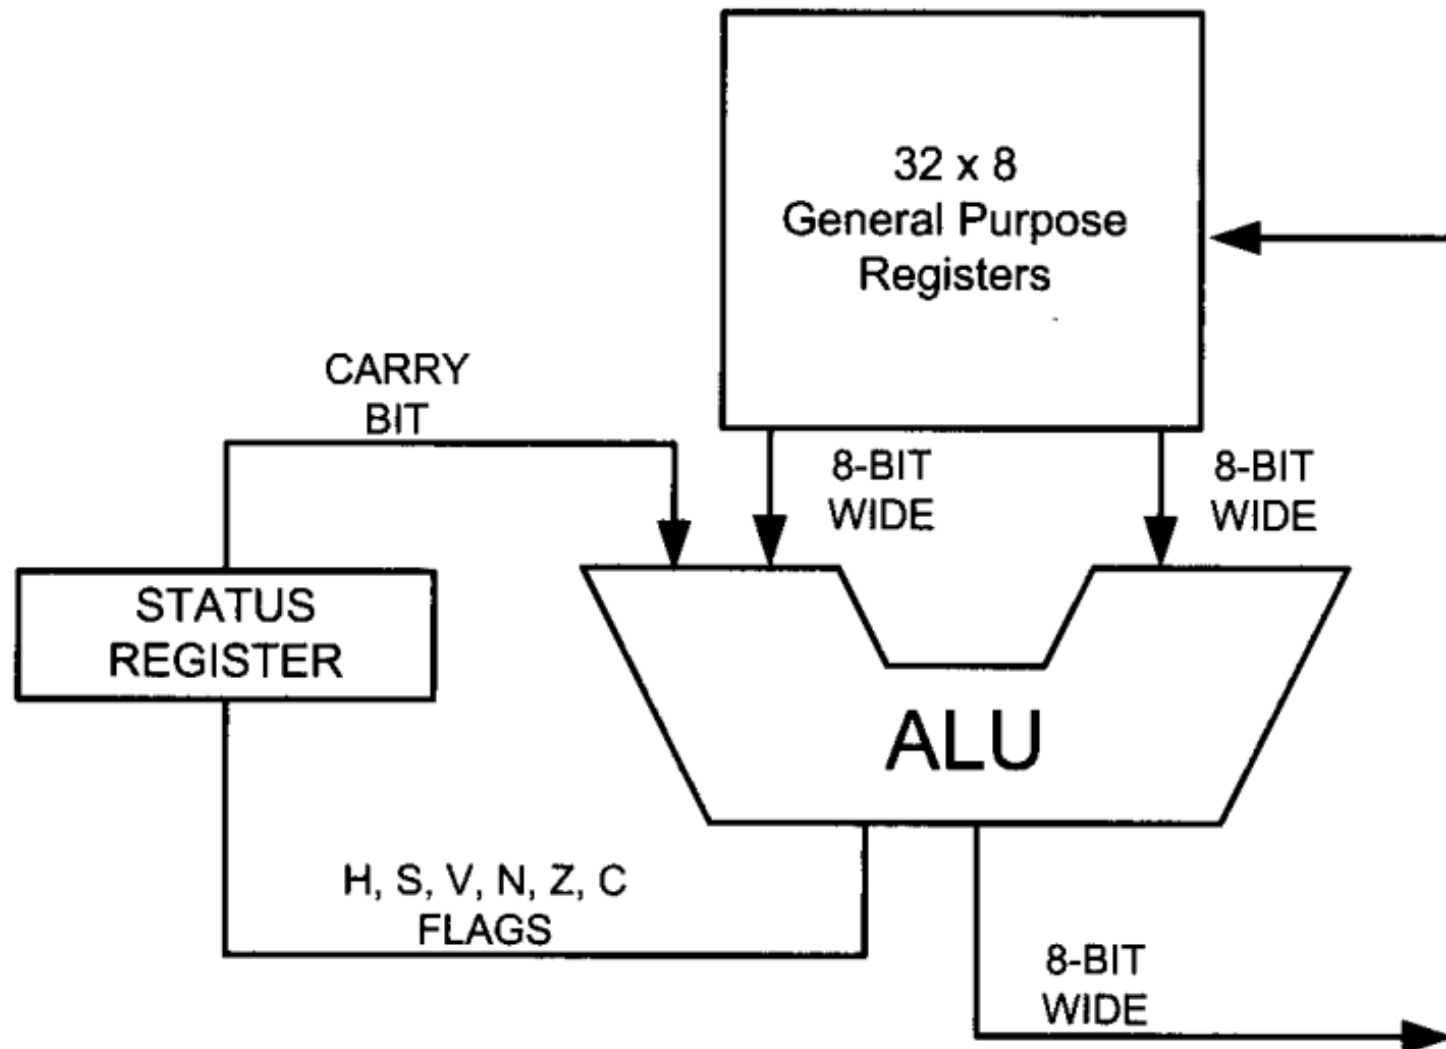 32 x 8
General Purpose
Registers
CARRY
BIT
8-BIT
WIDE
8-BIT
WIDE
STATUS
REGISTER
ALU
H, S, V, N, Z, C
FLAGS
8-BIT
WIDE